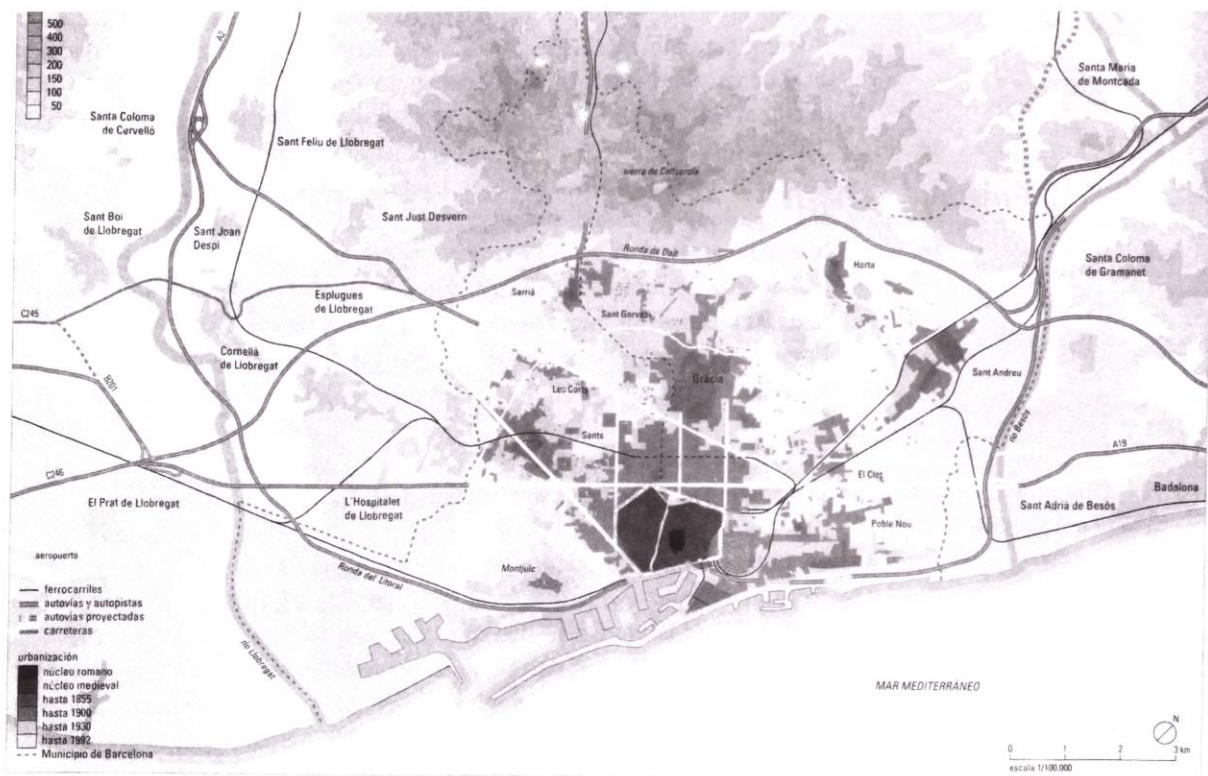 500
400
300
200
150
100
50
A2
Santa Coloma
de Cervelló
Sant Feliu de Llobregat
Santa Maria
de Montcada
sierra de Collserola
Sant Boi
de Llobregat
Sant Joan
Despí
Sant Just Desvern
Ronda de Dalt
Horta
Santa Coloma
de Gramanet
Esplugues
de Llobregat
Sarriá
Sant Gervasi
C245
Cornellà
de Llobregat
B201
Les Corts
Gràcia
Sant Andreu
Sants
río Besós
A19
C246
El Clot
Badalona
El Prat de Llobregat
L'Hospitalet
de Llobregat
Poble Nou
Sant Adrià de Besòs
aeropuerto
Montjuïc
Ronda del Litoral
ferrocarriles
autovías y autopistas
autovías proyectadas
carreteras
río Llobregat
urbanización
núcleo romano
núcleo medieval
hasta 1855
hasta 1900
hasta 1930
hasta 1992
Municipio de Barcelona
MAR MEDITERRÁNEO
N
0 1 2 3 km
escala 1/100.000